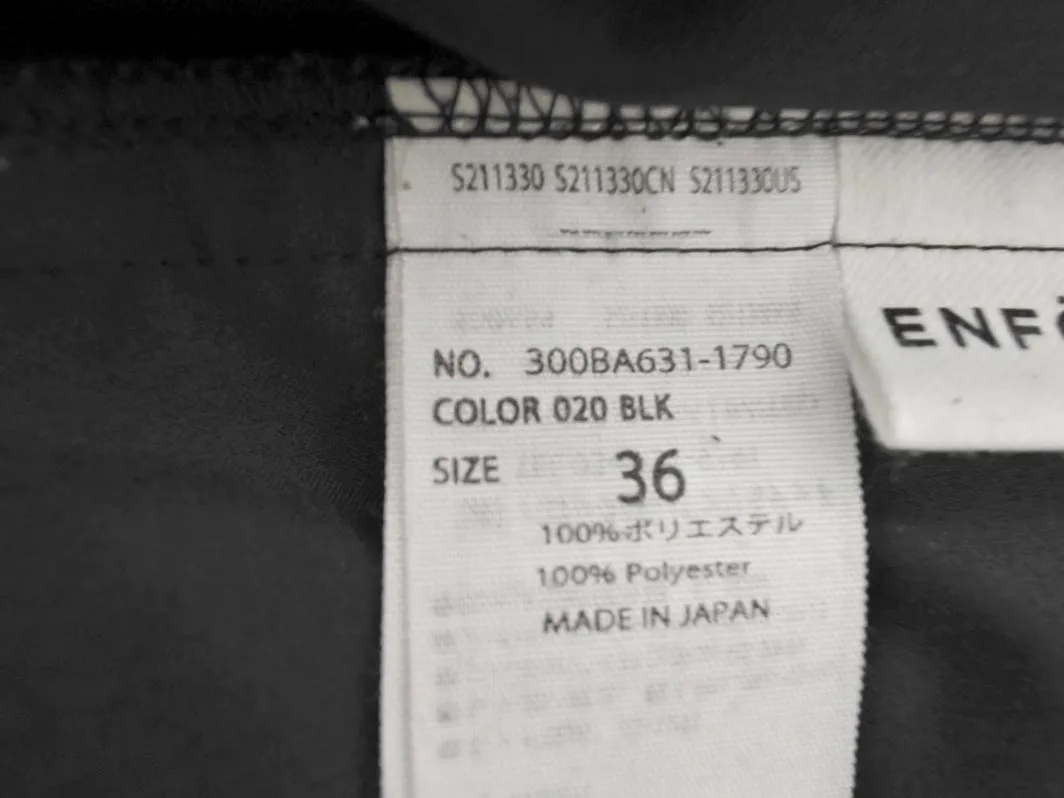 S211330 S211330CN S211330US
ENFÖ
NO. 300BA631-1790
COLOR 020 BLK
SIZE 36
100%ポリエステル
100% Polyester
MADE IN JAPAN